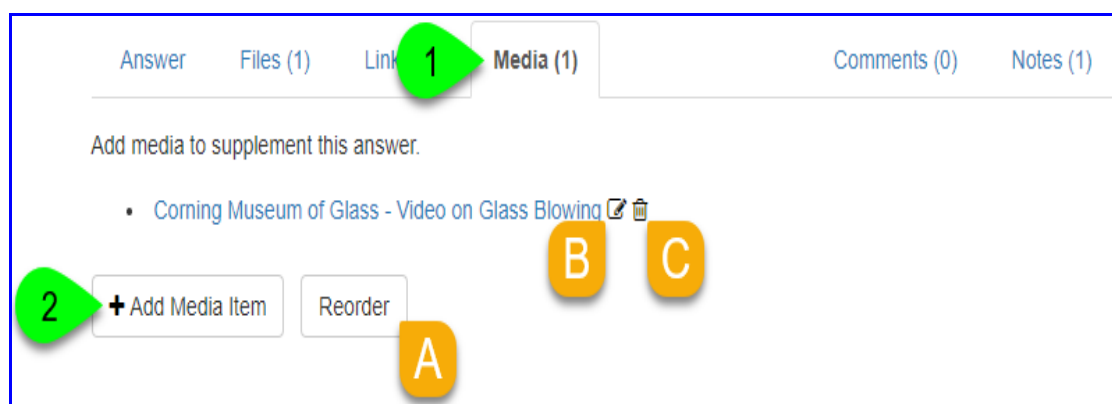 Answer Files (1) Link 1 Media (1) Comments (0) Notes (1)
Add media to supplement this answer.
• Corning Museum of Glass - Video on Glass Blowing
B C
2 + Add Media Item Reorder
A